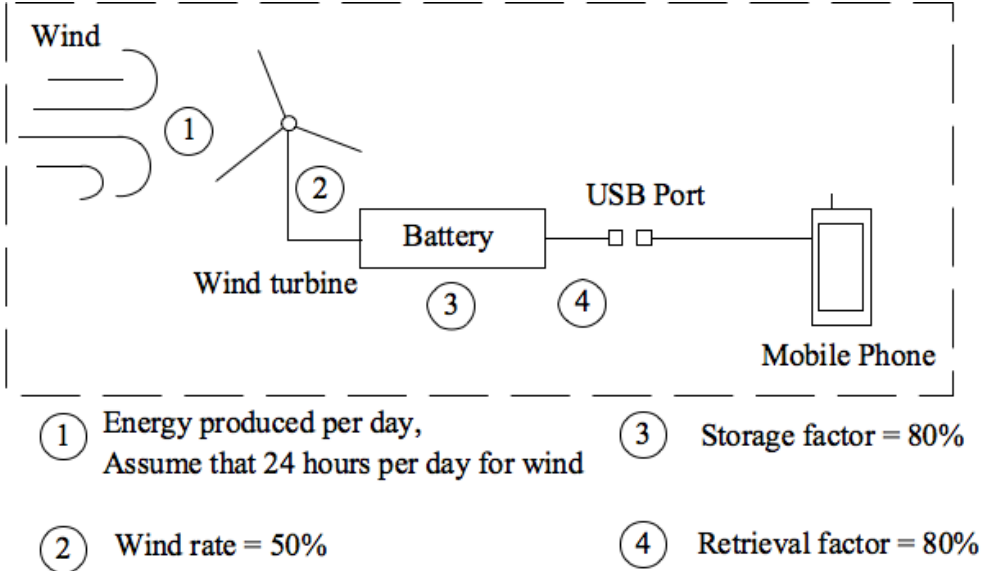 Wind
1
2
USB Port
Battery
Wind turbine
3
4
Mobile Phone
1 Energy produced per day,
Assume that 24 hours per day for wind
3 Storage factor = 80%
2 Wind rate = 50%
4 Retrieval factor = 80%